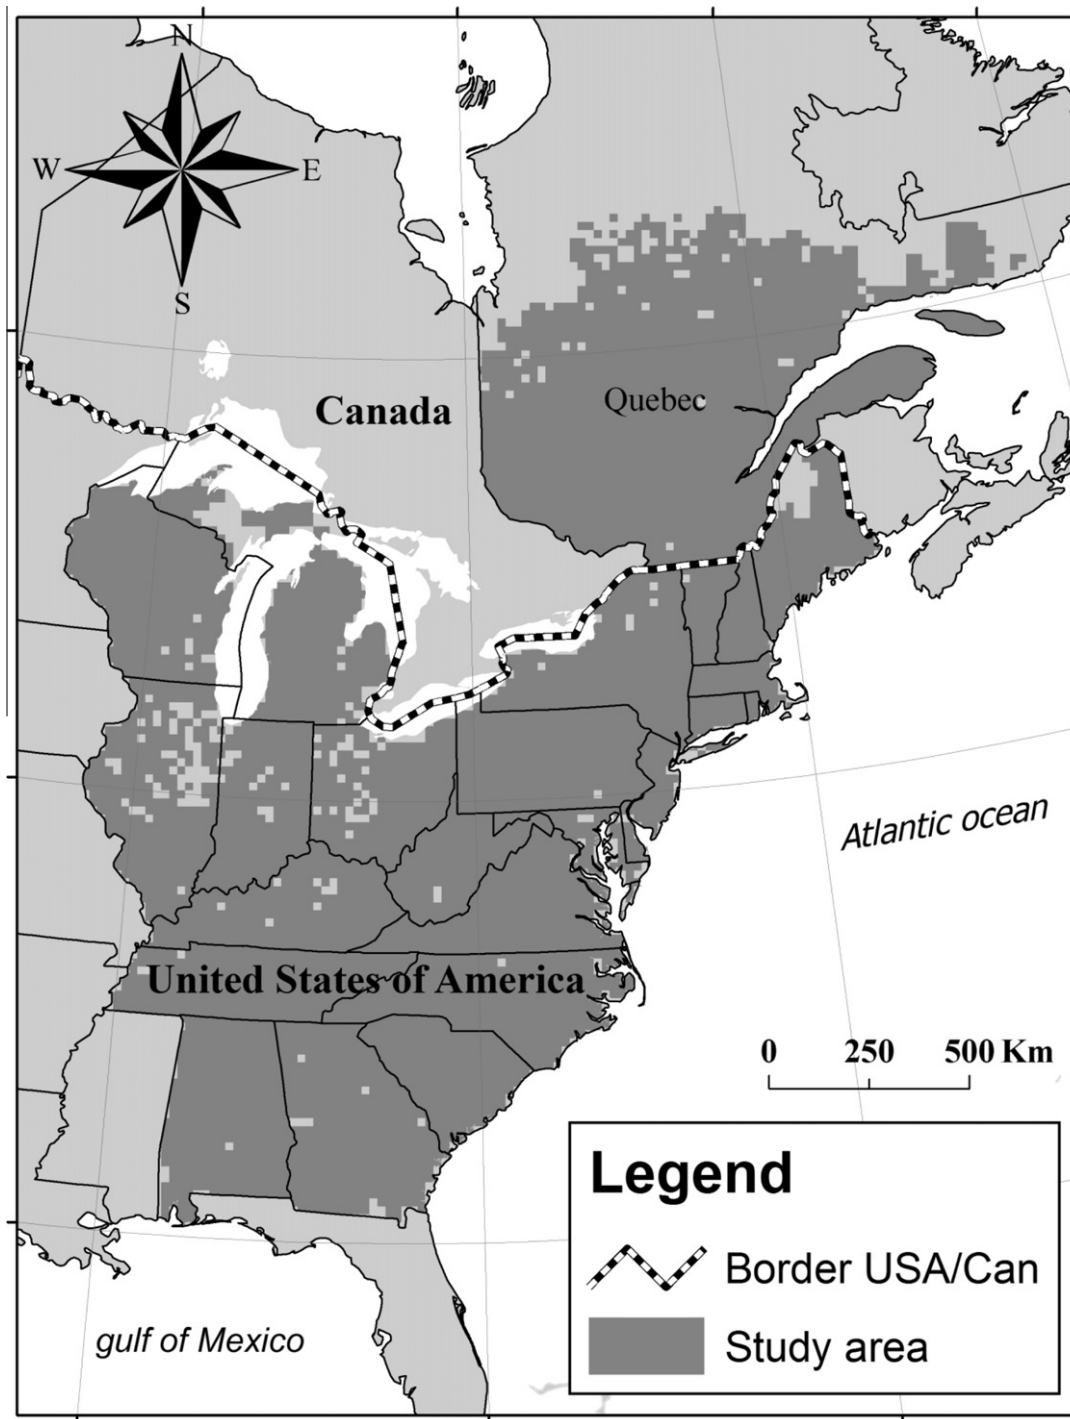 N
W
E
S
Canada
Quebec
Atlantic ocean
United States of America
0 250 500 Km
Legend
Border USA/Can
Study area
gulf of Mexico